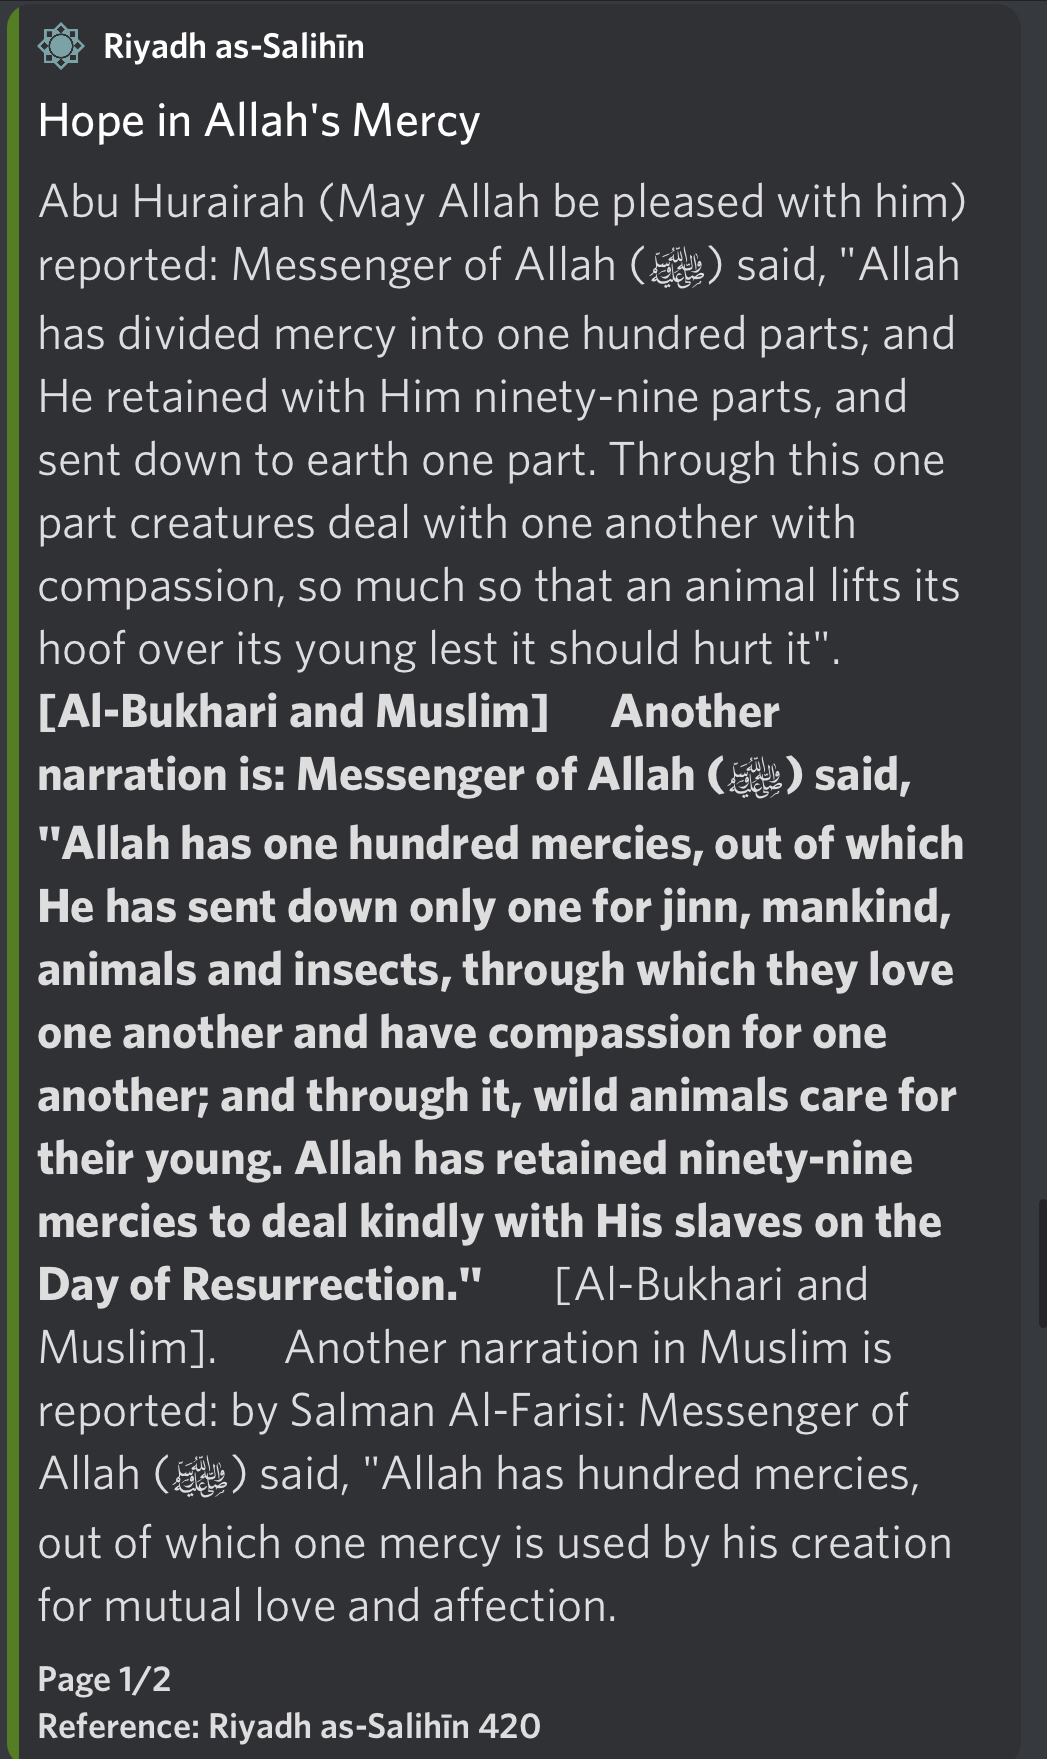 Riyadh as-Salihīn
Hope in Allah's Mercy
Abu Hurairah (May Allah be pleased with him)
reported: Messenger of Allah (ﷺ) said, "Allah
has divided mercy into one hundred parts; and
He retained with Him ninety-nine parts, and
sent down to earth one part. Through this one
part creatures deal with one another with
compassion, so much so that an animal lifts its
hoof over its young lest it should hurt it".
[Al-Bukhari and Muslim] Another
narration is: Messenger of Allah (ﷺ) said,
"Allah has one hundred mercies, out of which
He has sent down only one for jinn, mankind,
animals and insects, through which they love
one another and have compassion for one
another; and through it, wild animals care for
their young. Allah has retained ninety-nine
mercies to deal kindly with His slaves on the
Day of Resurrection." [Al-Bukhari and
Muslim]. Another narration in Muslim is
reported: by Salman Al-Farisi: Messenger of
Allah (ﷺ) said, "Allah has hundred mercies,
out of which one mercy is used by his creation
for mutual love and affection.
Page 1/2
Reference: Riyadh as-Salihīn 420